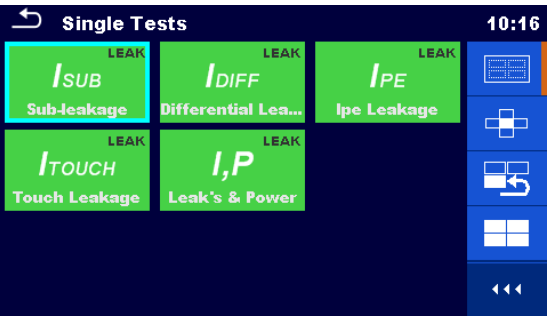 Single Tests 10:16
LEAK LEAK LEAK
ISUB IDIFF IPE
Sub-leakage Differential Lea... Ipe Leakage
LEAK LEAK
ITOUCH I,P
Touch Leakage Leak's & Power